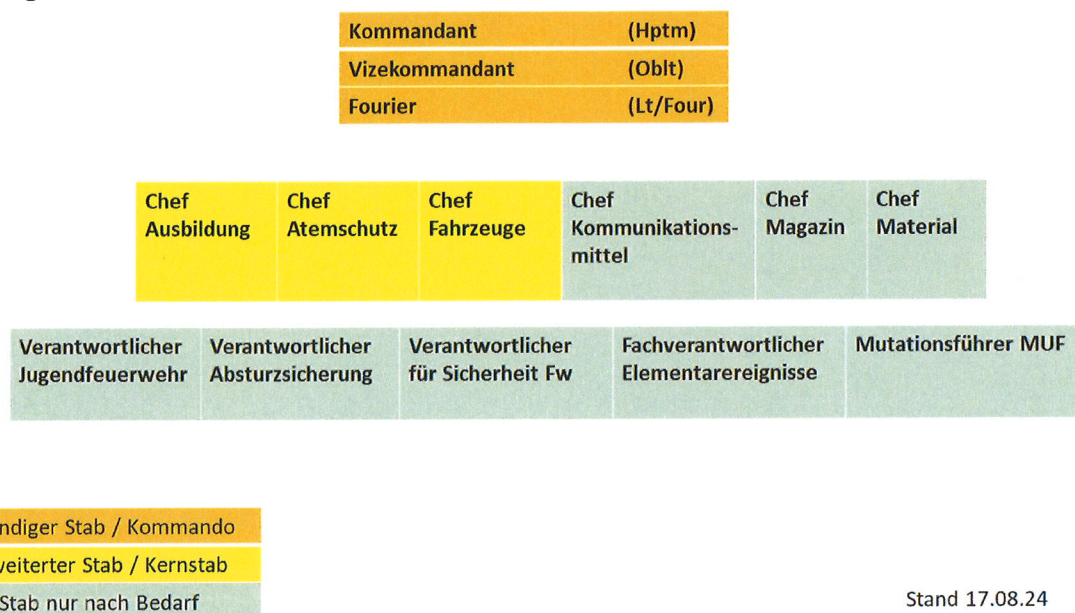 Kommandant (Hptm)
Vizekommandant (Oblt)
Fourier (Lt/Four)
Chef Ausbildung
Chef Atemschutz
Chef Fahrzeuge
Chef Kommunikations-
mittel
Chef Magazin
Chef Material
Verantwortlicher
Jugendfeuerwehr
Verantwortlicher
Absturzsicherung
Verantwortlicher
für Sicherheit Fw
Fachverantwortlicher
Elementarereignisse
Mutationsführer MUF
ndiger Stab / Kommando
weiterter Stab / Kernstab
Stab nur nach Bedarf
Stand 17.08.24